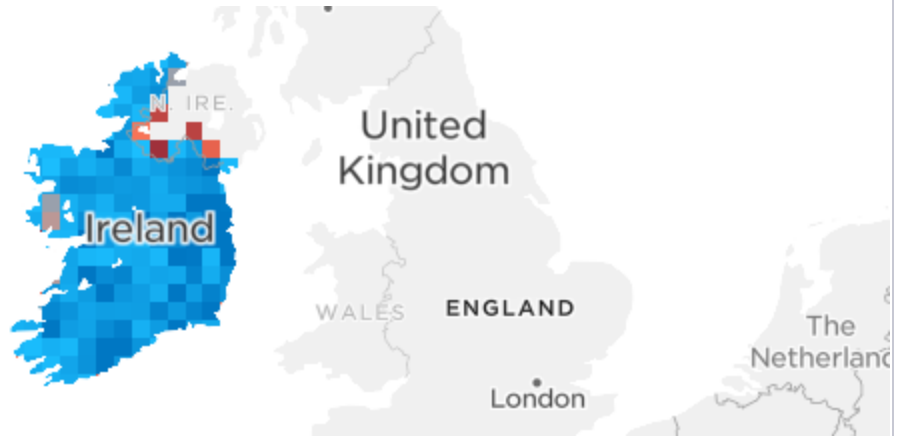 N. IRE.
United
Kingdom
Ireland
WALES
ENGLAND
The
Netherland
London